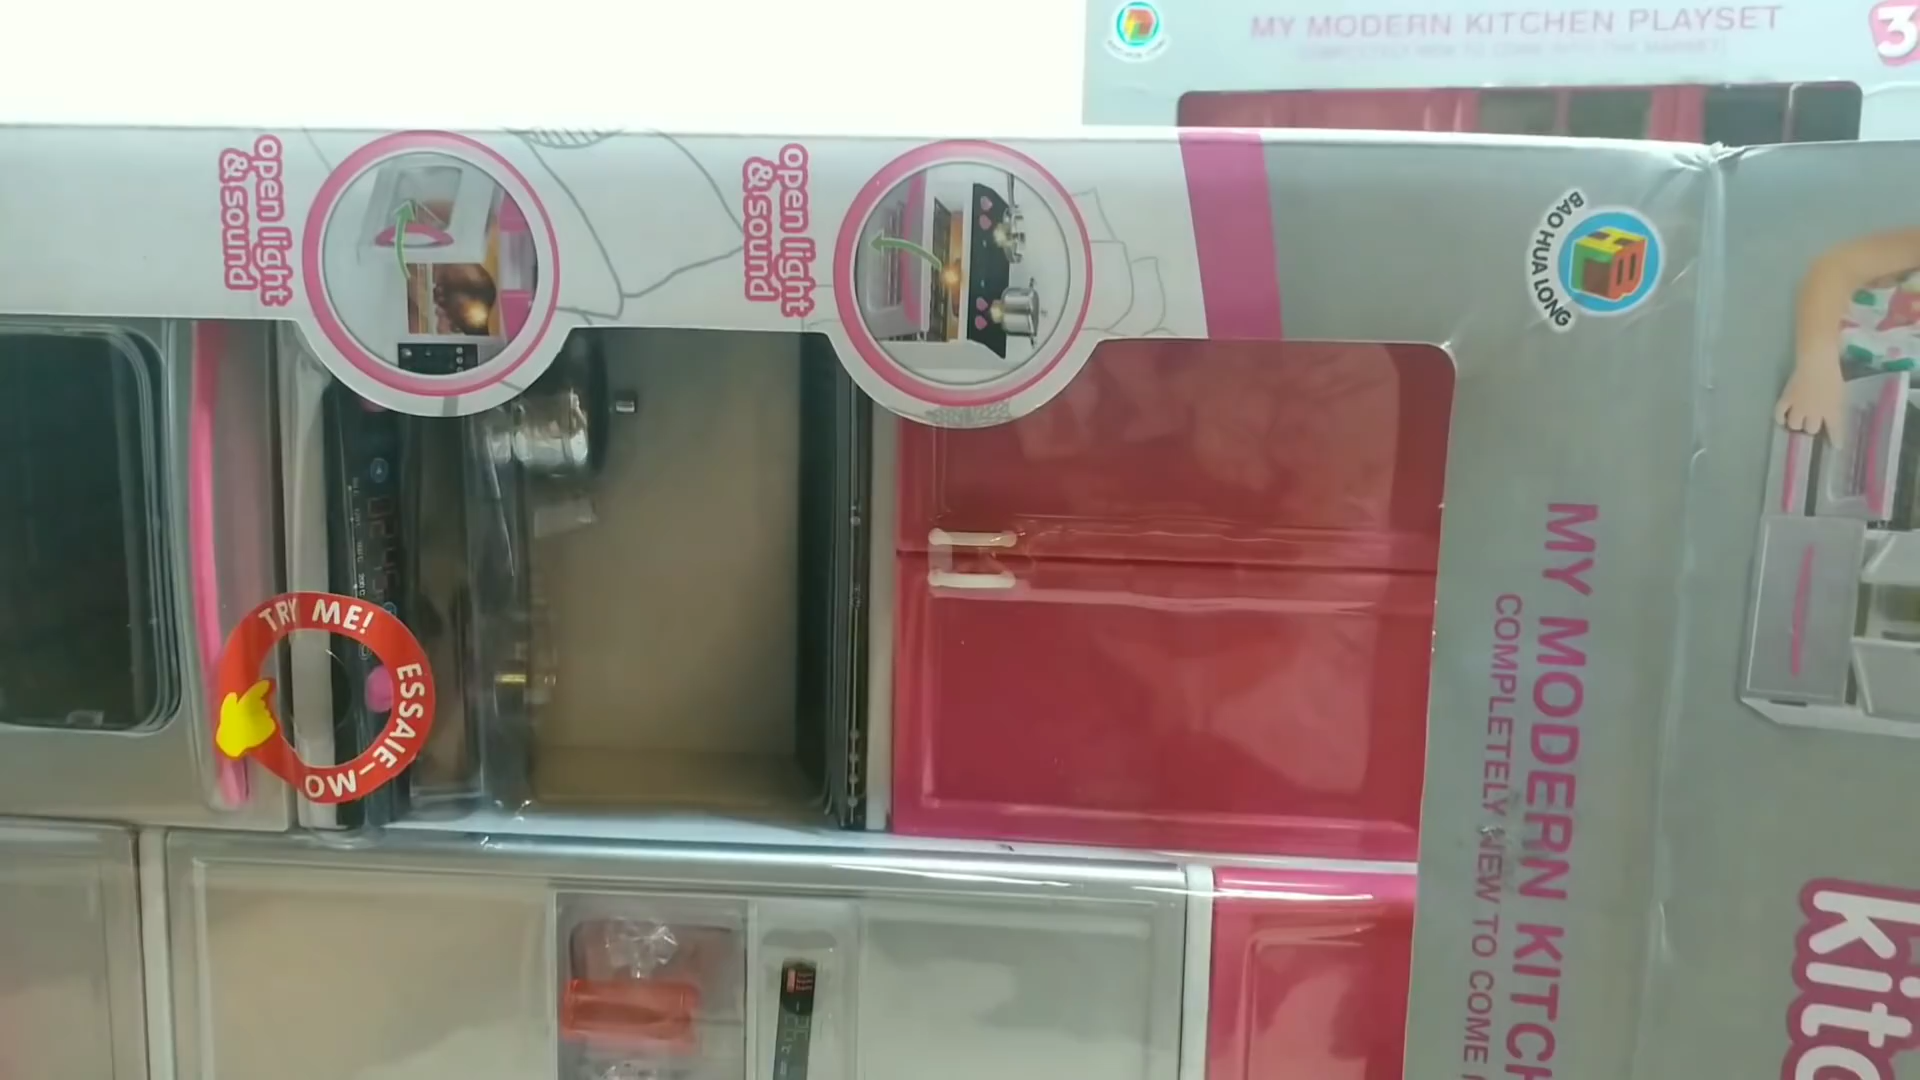 MY MODERN KITCHEN PLAYSET
3
open light
& sound
open light
& sound
BAO HUA LONG
TRY ME!
ESSAIE-MOI
MY MODERN KITCH
COMPLETELY NEW TO COME
kitc